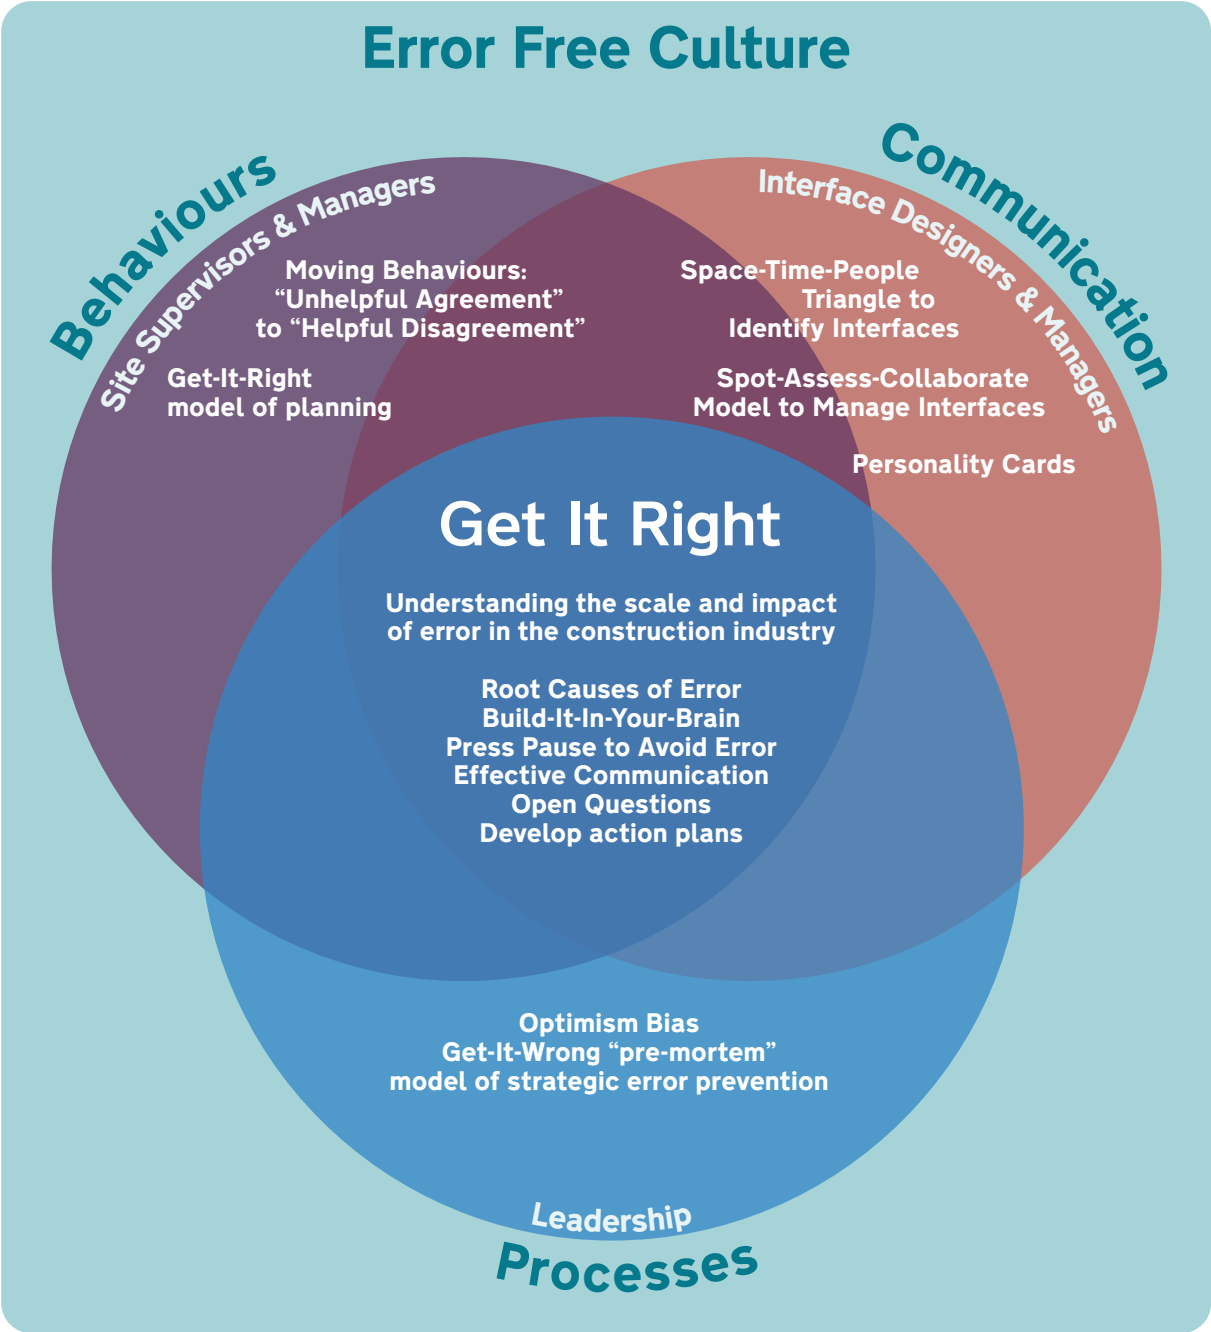 Error Free Culture
Behaviours
Site Supervisors & Managers
Moving Behaviours:
“Unhelpful Agreement”
to “Helpful Disagreement”
Get-It-Right
model of planning
Communication
Interface Designers & Managers
Space-Time-People
Triangle to
Identify Interfaces
Spot-Assess-Collaborate
Model to Manage Interfaces
Personality Cards
Get It Right
Understanding the scale and impact
of error in the construction industry
Root Causes of Error
Build-It-In-Your-Brain
Press Pause to Avoid Error
Effective Communication
Open Questions
Develop action plans
Optimism Bias
Get-It-Wrong “pre-mortem”
model of strategic error prevention
Leadership
Processes